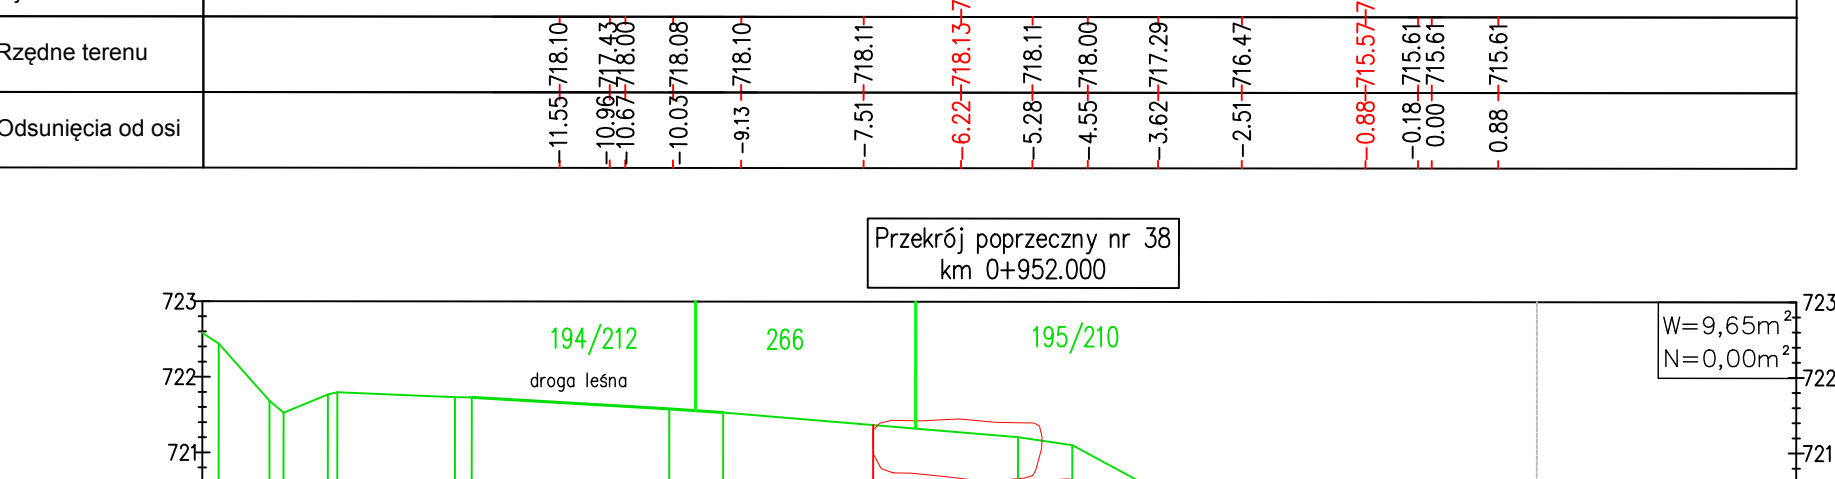 Rzędne terenu
718.10 717.43 718.00 718.08 718.10 718.11 718.13 718.11 718.00 717.29 716.47 715.57 715.61 715.61 715.61
Odsunięcia od osi
-11.55 -10.96 -10.67 -10.03 -9.13 -7.51 -6.22 -5.28 -4.55 -3.62 -2.51 -0.88 -0.18 0.00 0.88
Przekrój poprzeczny nr 38
km 0+952.000
723 723
194/212 266 195/210
W=9,65m²
N=0,00m²
722 722
droga leśna
721 721